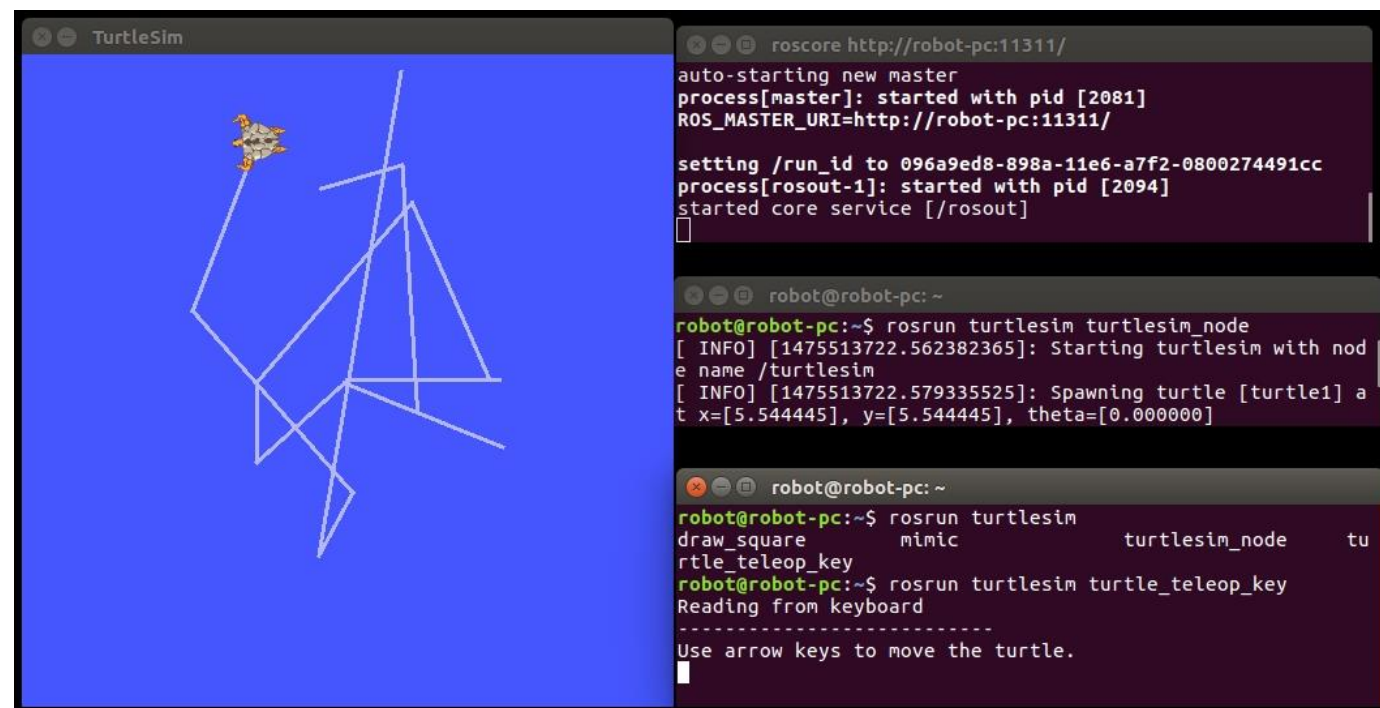 TurtleSim
roscore http://robot-pc:11311/
auto-starting new master
process[master]: started with pid [2081]
ROS_MASTER_URI=http://robot-pc:11311/
setting /run_id to 096a9ed8-898a-11e6-a7f2-0800274491cc
process[rosout-1]: started with pid [2094]
started core service [/rosout]
robot@robot-pc: ~
robot@robot-pc:~$ rosrun turtlesim turtlesim_node
[ INFO] [1475513722.562382365]: Starting turtlesim with nod
e name /turtlesim
[ INFO] [1475513722.579335525]: Spawning turtle [turtle1] a
t x=[5.544445], y=[5.544445], theta=[0.000000]
robot@robot-pc: ~
robot@robot-pc:~$ rosrun turtlesim
draw_square mimic turtlesim_node tu
rtle_teleop_key
robot@robot-pc:~$ rosrun turtlesim turtle_teleop_key
Reading from keyboard
---------------------------
Use arrow keys to move the turtle.